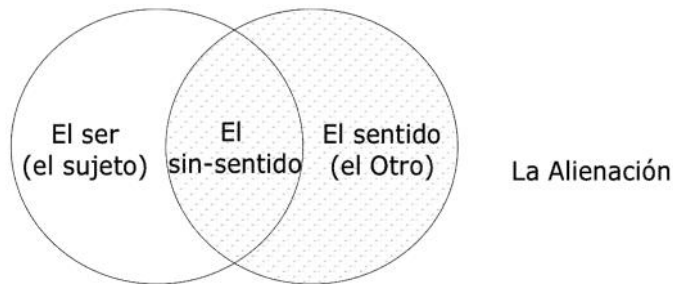 El ser
(el sujeto)
El
sin-sentido
El sentido
(el Otro)
La Alienación